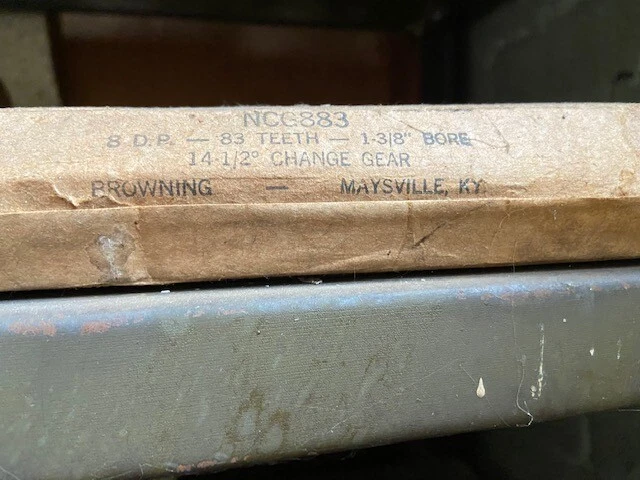 NCG883
8 D.P. — 83 TEETH — 1-3/8" BORE
14-1/2° CHANGE GEAR
BROWNING — MAYSVILLE, KY.